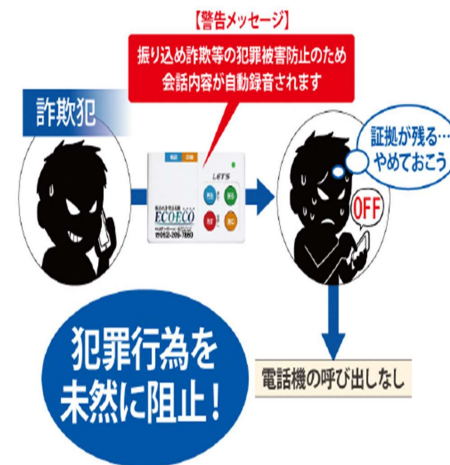 【警告メッセージ】
振り込め詐欺等の犯罪被害防止のため
会話内容が自動録音されます
詐欺犯
LETS
ECOECO
証拠が残る…
やめておこう
OFF
犯罪行為を
未然に阻止!
電話機の呼び出しなし